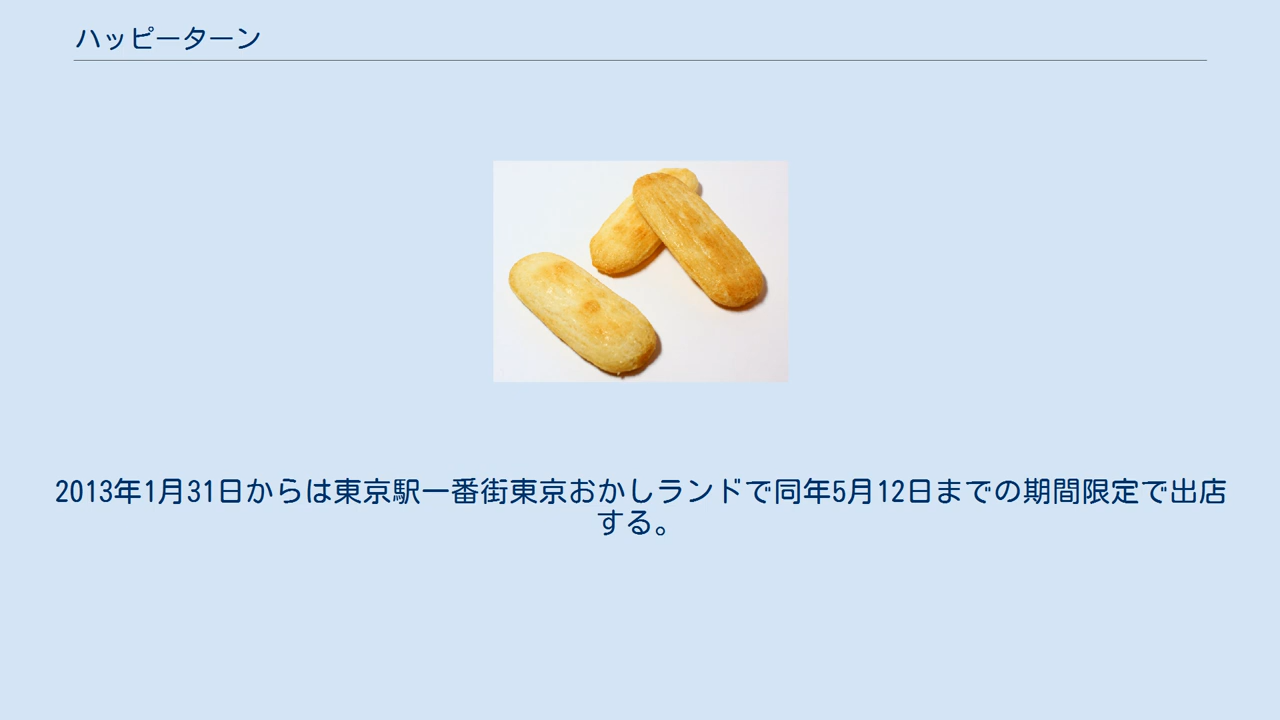 ハッピーターン
2013年1月31日からは東京駅一番街東京おかしランドで同年5月12日までの期間限定で出店
する。